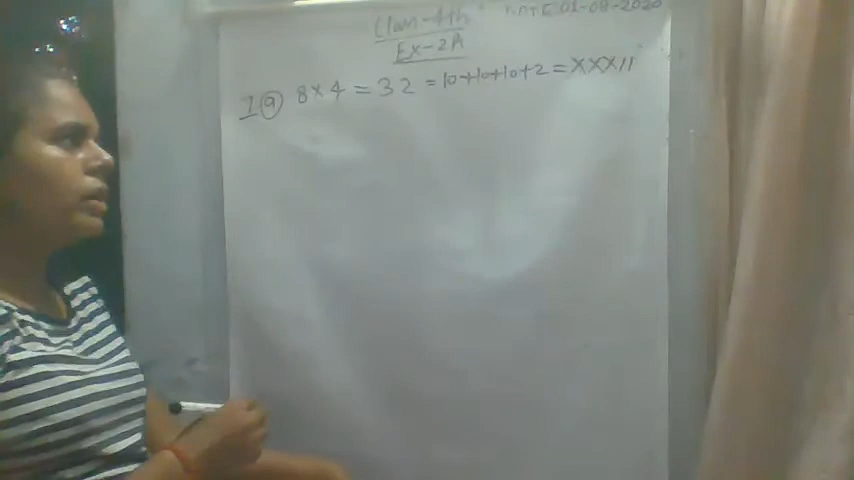 Class-4th DATE 01-08-2020
Ex-2A
1 (a) 8×4 = 32 = 10+10+10+2 = XXXII